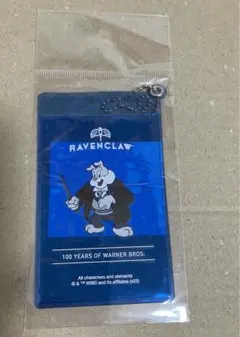 RAVENCLAW
100 YEARS OF WARNER BROS.
All characters and elements
© & ™ WBEI and its affiliates (s23)